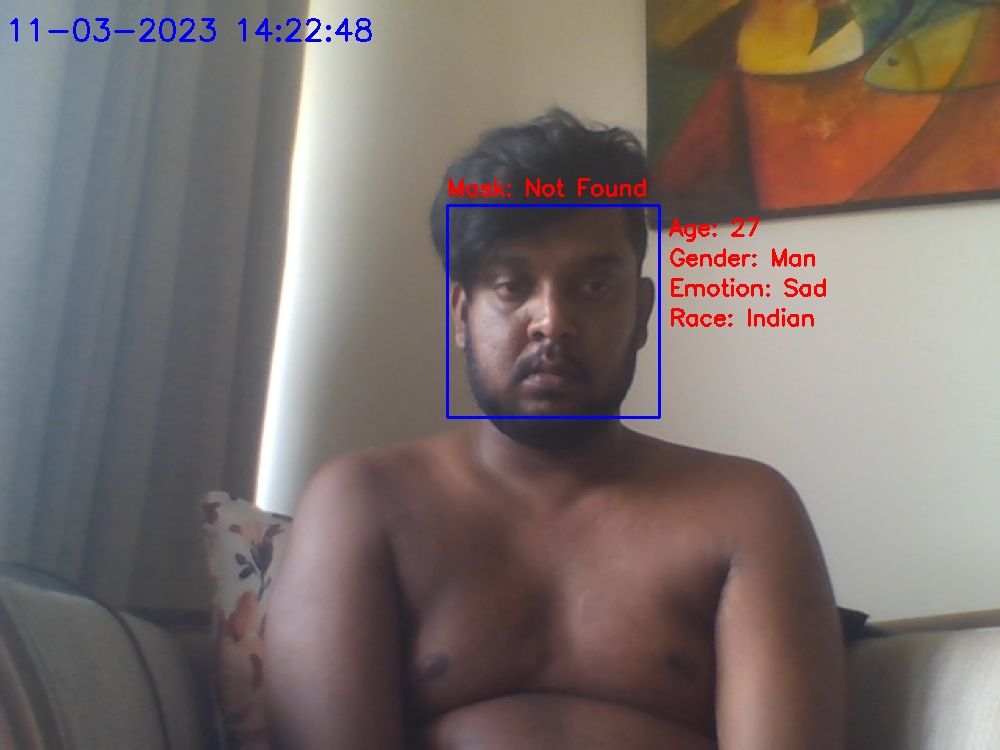 11-03-2023 14:22:48
Mask: Not Found
Age: 27
Gender: Man
Emotion: Sad
Race: Indian